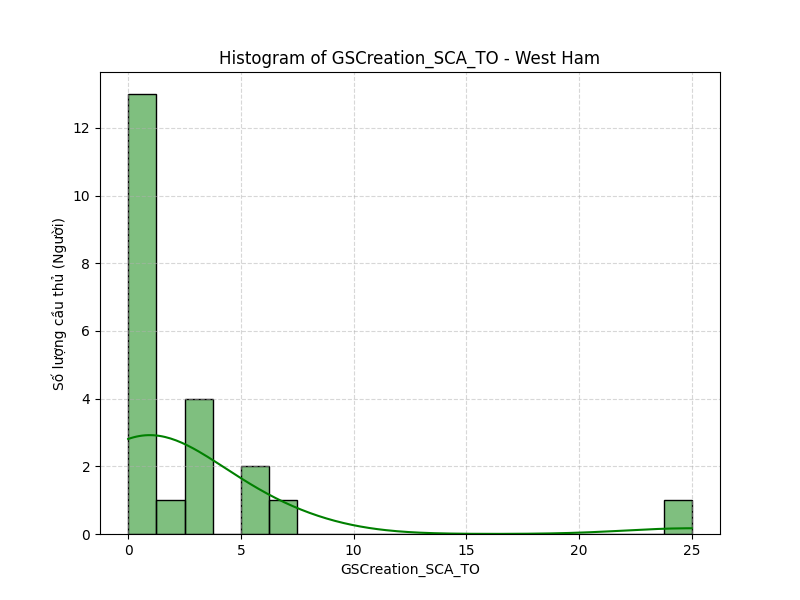 Histogram of GSCreation_SCA_TO - West Ham
Số lượng cầu thủ (Người)
12
10
8
6
4
2
0
0 5 10 15 20 25
GSCreation_SCA_TO